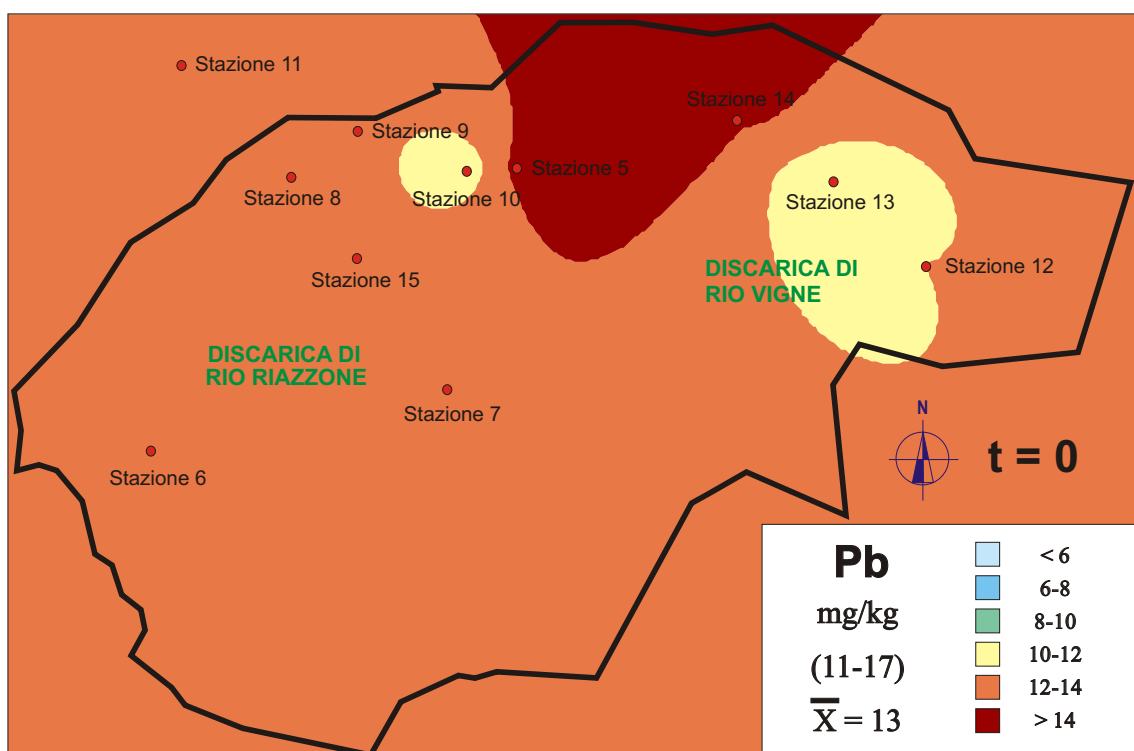 Stazione 11
Stazione 14
Stazione 9
Stazione 5
Stazione 8
Stazione 10
Stazione 13
Stazione 15
Stazione 12
DISCARICA DI
RIO VIGNE
DISCARICA DI
RIO RIAZZONE
Stazione 7
Stazione 6
N
t = 0
Pb
mg/kg
(11-17)
X̅ = 13
< 6
6-8
8-10
10-12
12-14
> 14